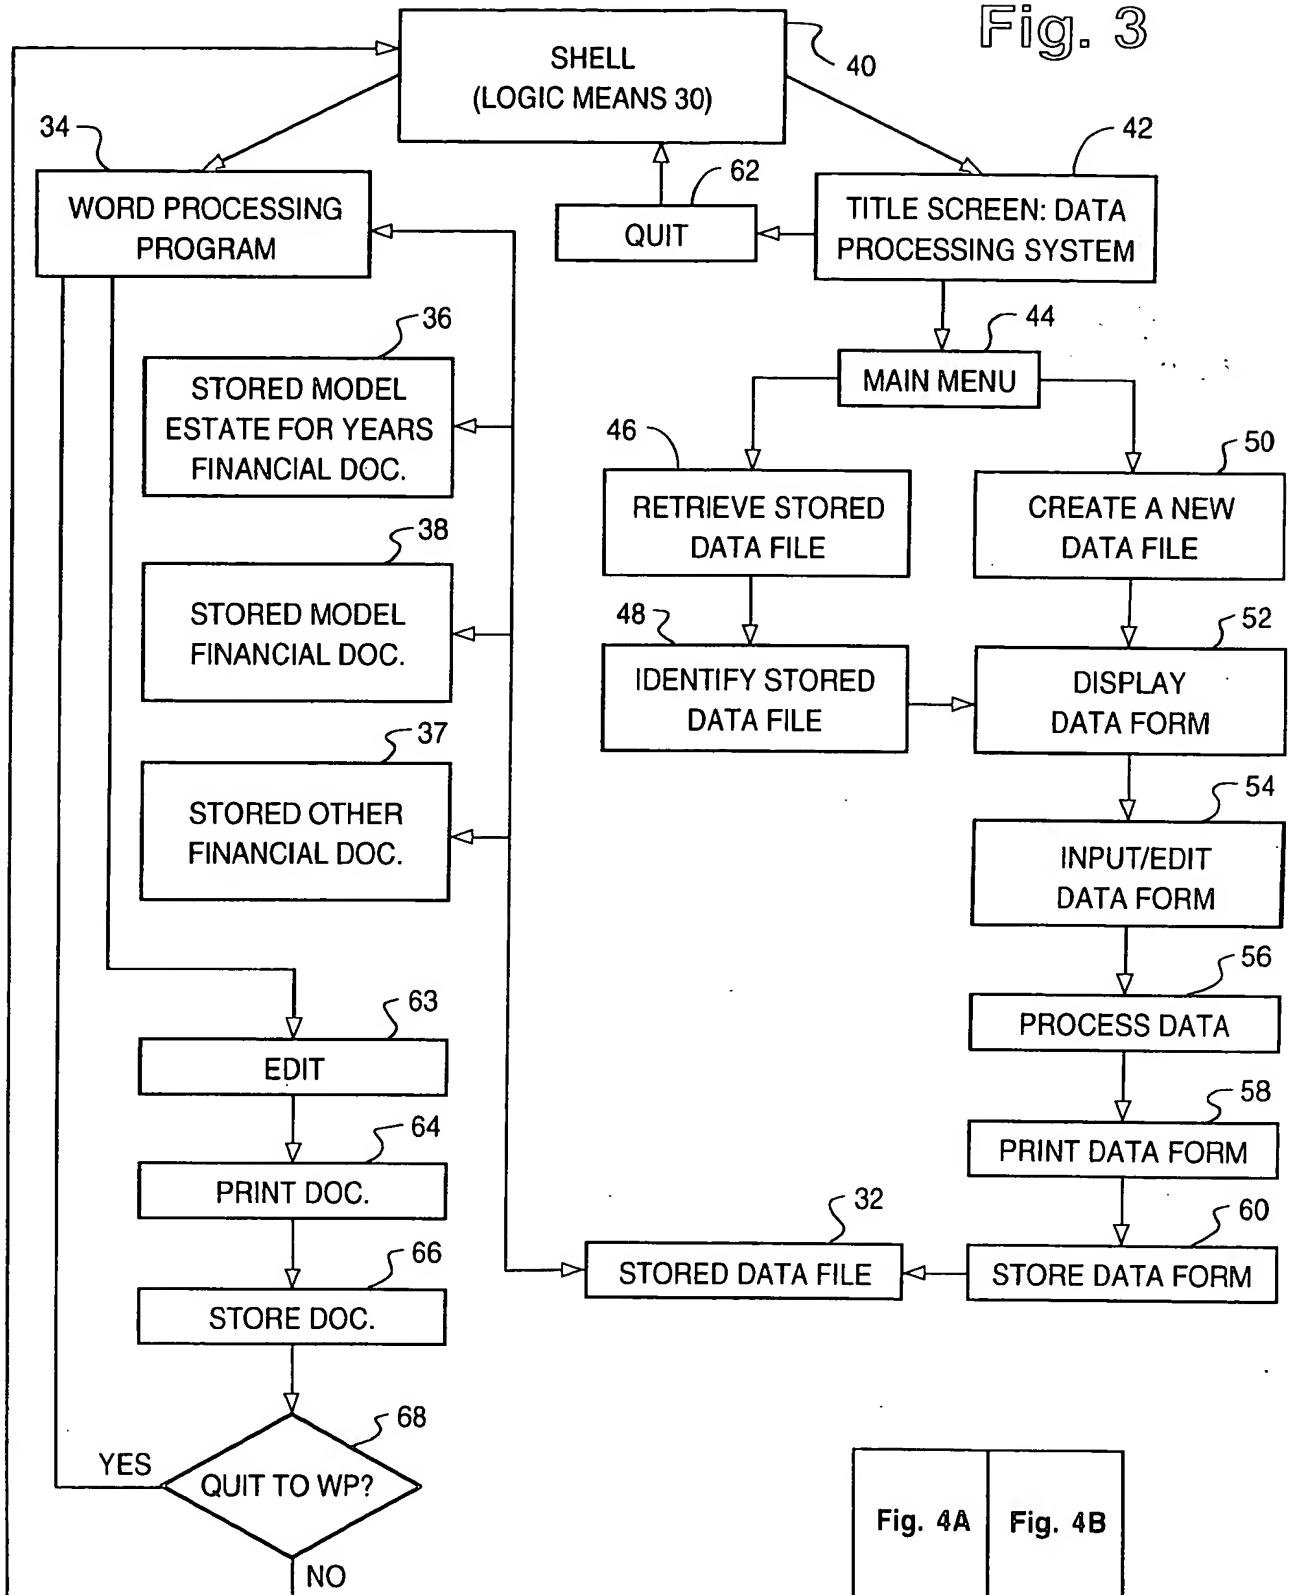 Fig. 3
SHELL
(LOGIC MEANS 30)
40
34
WORD PROCESSING
PROGRAM
62
QUIT
42
TITLE SCREEN: DATA
PROCESSING SYSTEM
44
MAIN MENU
36
STORED MODEL
ESTATE FOR YEARS
FINANCIAL DOC.
46
RETRIEVE STORED
DATA FILE
50
CREATE A NEW
DATA FILE
38
STORED MODEL
FINANCIAL DOC.
48
IDENTIFY STORED
DATA FILE
52
DISPLAY
DATA FORM
37
STORED OTHER
FINANCIAL DOC.
54
INPUT/EDIT
DATA FORM
56
PROCESS DATA
63
EDIT
58
PRINT DATA FORM
64
PRINT DOC.
32
STORED DATA FILE
60
STORE DATA FORM
66
STORE DOC.
68
QUIT TO WP?
YES
NO
Fig. 4A
Fig. 4B